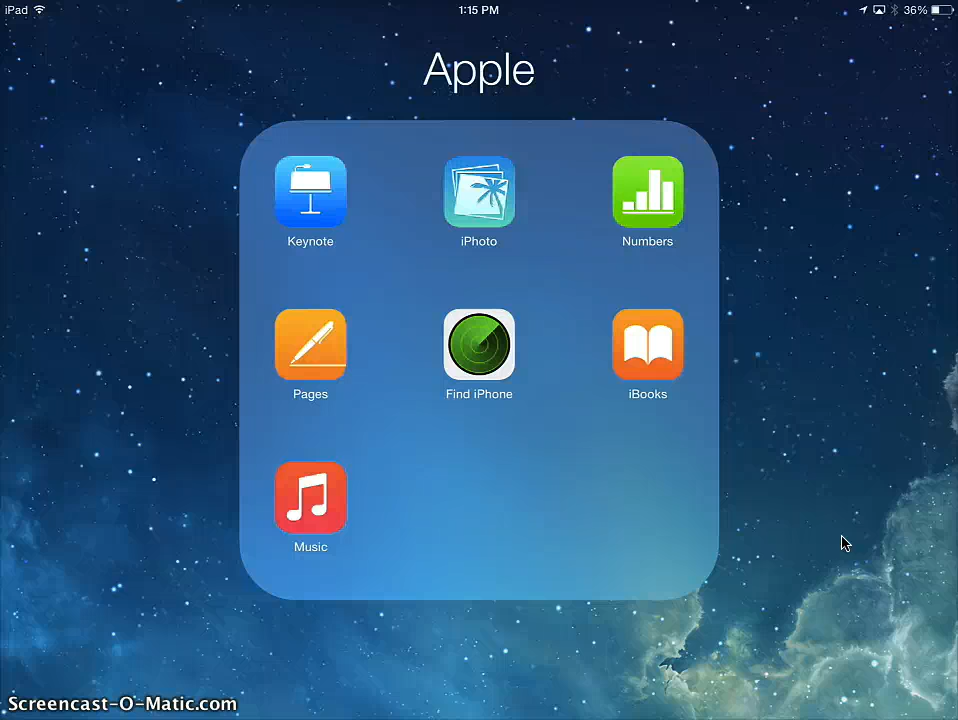 iPad 1:15 PM 36%
Apple
Keynote iPhoto Numbers
Pages Find iPhone iBooks
Music
Screencast-O-Matic.com